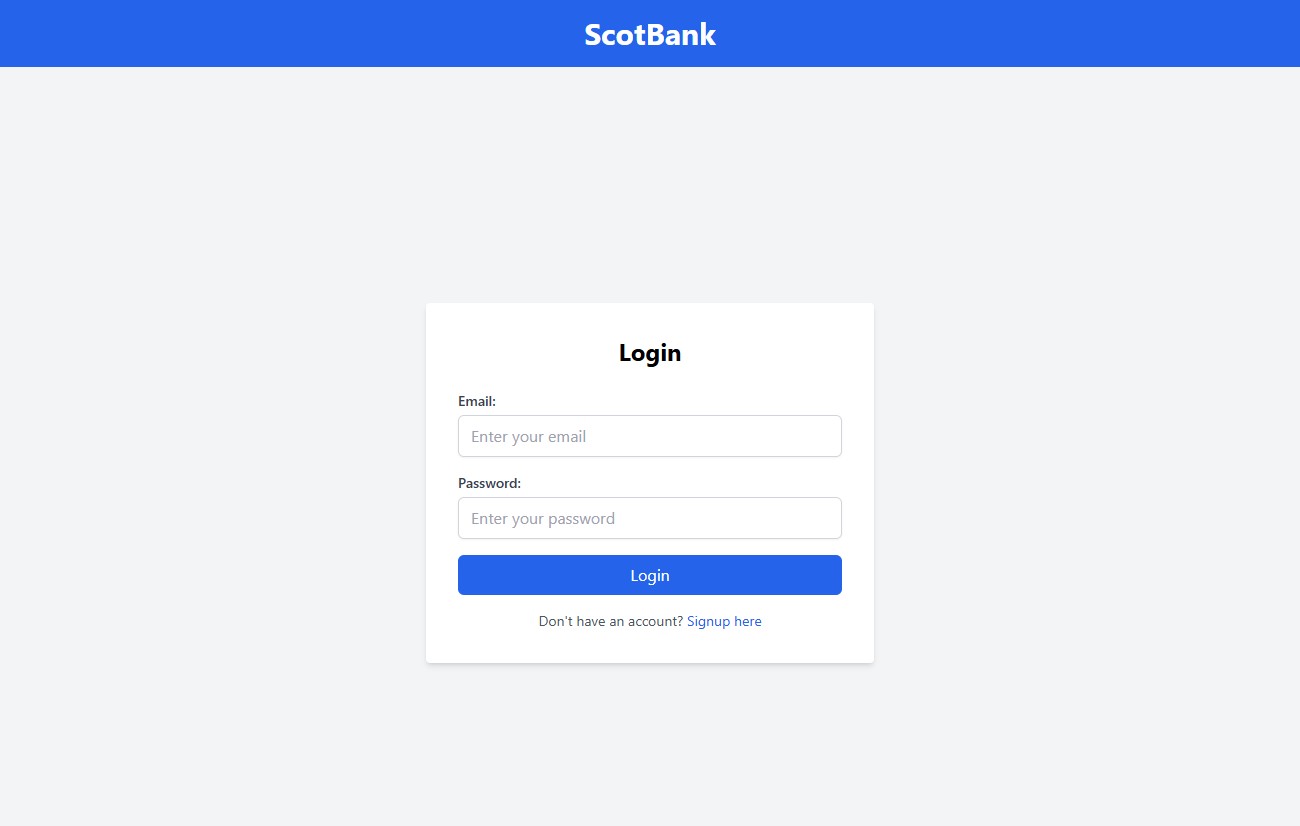 ScotBank
Login
Email:
Enter your email
Password:
Enter your password
Login
Don't have an account? Signup here